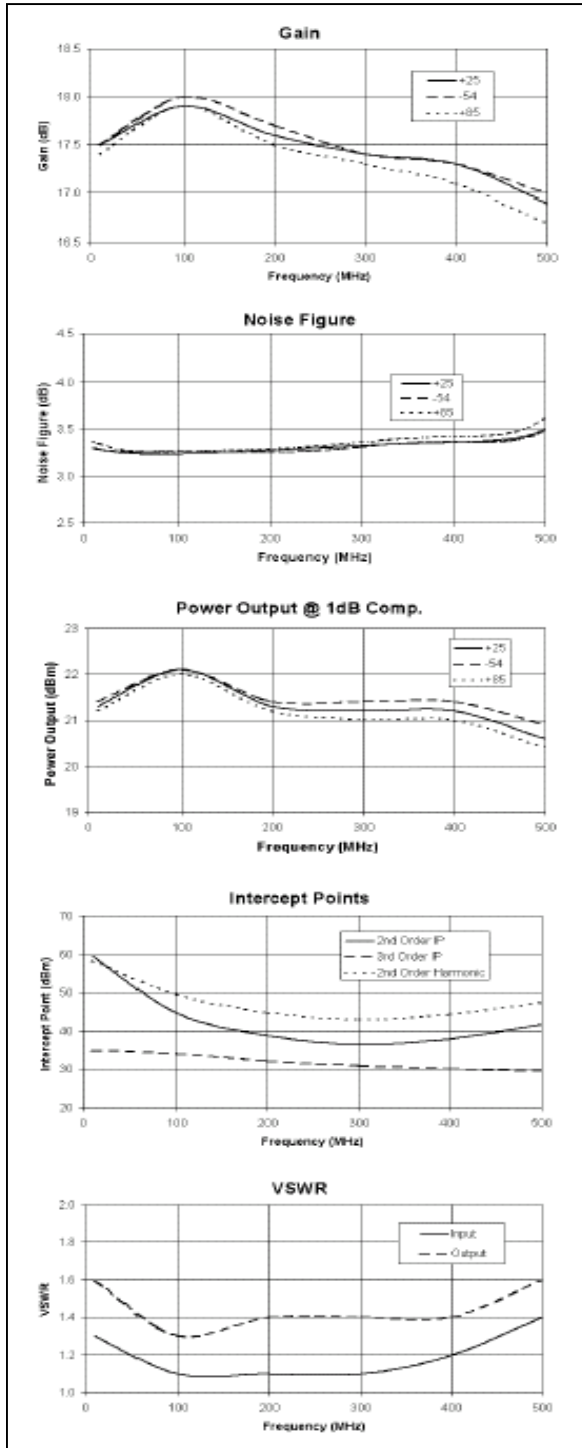 Gain
18.5
18.0
17.5
17.0
16.5
Gain (dB)
+25
-54
+85
0 100 200 300 400 500
Frequency (MHz)
Noise Figure
4.5
4.0
3.5
3.0
2.5
Noise Figure (dB)
+25
-54
+85
0 100 200 300 400 500
Frequency (MHz)
Power Output @ 1dB Comp.
23
22
21
20
19
Power Output (dBm)
+25
-54
+85
0 100 200 300 400 500
Frequency (MHz)
Intercept Points
70
60
50
40
30
20
Intercept Point (dBm)
2nd Order IP
3rd Order IP
2nd Order Harmonic
0 100 200 300 400 500
Frequency (MHz)
VSWR
2.0
1.8
1.6
1.4
1.2
1.0
VSWR
Input
Output
0 100 200 300 400 500
Frequency (MHz)